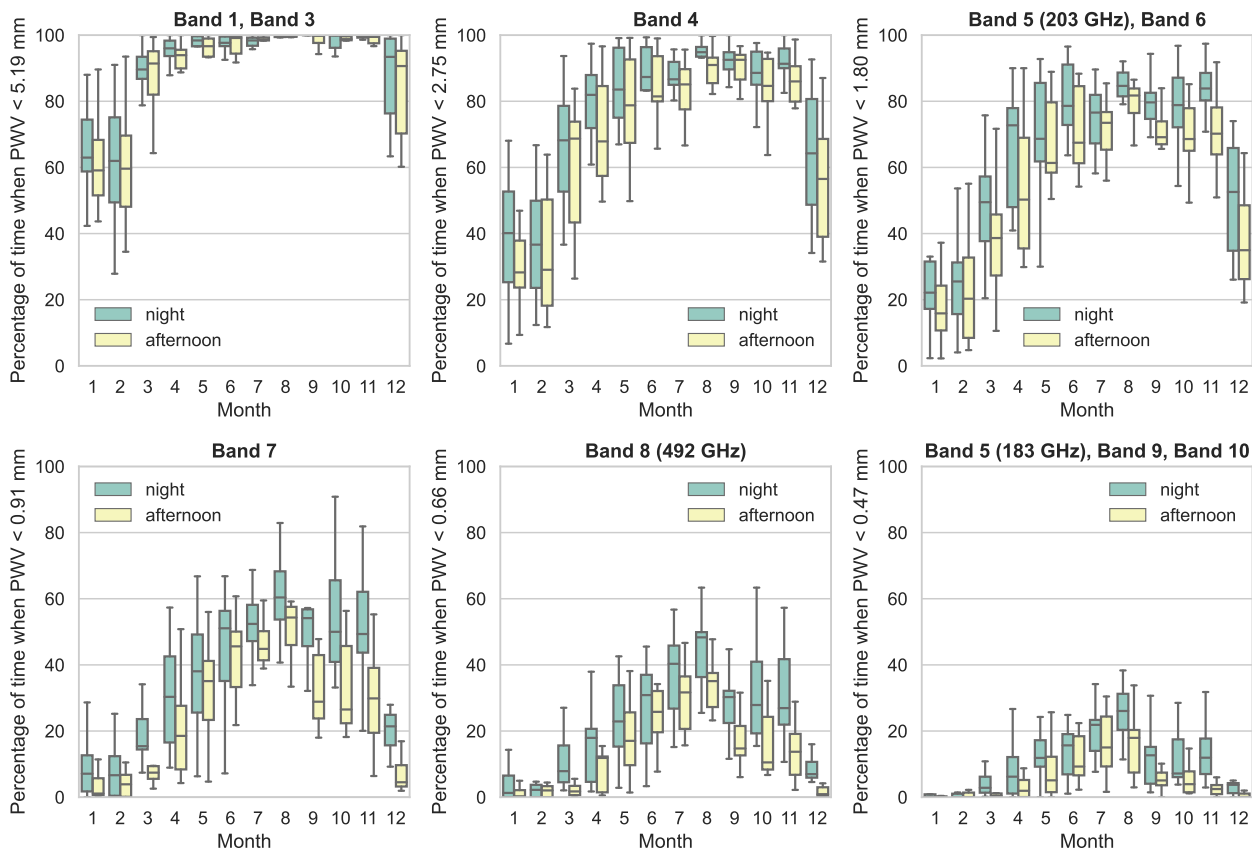 Band 1, Band 3
Percentage of time when PWV < 5.19 mm
100
80
60
40
20
0
night
afternoon
1 2 3 4 5 6 7 8 9 10 11 12
Month
Band 4
Percentage of time when PWV < 2.75 mm
100
80
60
40
20
0
night
afternoon
1 2 3 4 5 6 7 8 9 10 11 12
Month
Band 5 (203 GHz), Band 6
Percentage of time when PWV < 1.80 mm
100
80
60
40
20
0
night
afternoon
1 2 3 4 5 6 7 8 9 10 11 12
Month
Band 7
Percentage of time when PWV < 0.91 mm
100
80
60
40
20
0
night
afternoon
1 2 3 4 5 6 7 8 9 10 11 12
Month
Band 8 (492 GHz)
Percentage of time when PWV < 0.66 mm
100
80
60
40
20
0
night
afternoon
1 2 3 4 5 6 7 8 9 10 11 12
Month
Band 5 (183 GHz), Band 9, Band 10
Percentage of time when PWV < 0.47 mm
100
80
60
40
20
0
night
afternoon
1 2 3 4 5 6 7 8 9 10 11 12
Month